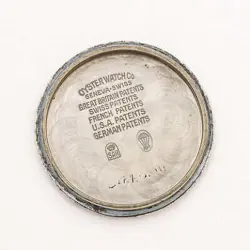 OYSTER WATCH Co
GENEVA-SWISS
GREAT BRITAIN PATENTS
SWISS PATENTS
FRENCH PATENTS
U.S.A. PATENTS
GERMAN PATENTS